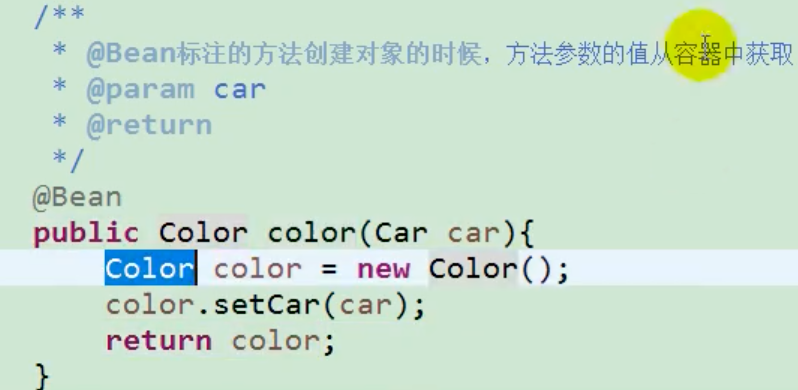 /**
 * @Bean标注的方法创建对象的时候，方法参数的值从容器中获取
 * @param car
 * @return
 */
@Bean
public Color color(Car car){
    Color color = new Color();
    color.setCar(car);
    return color;
}